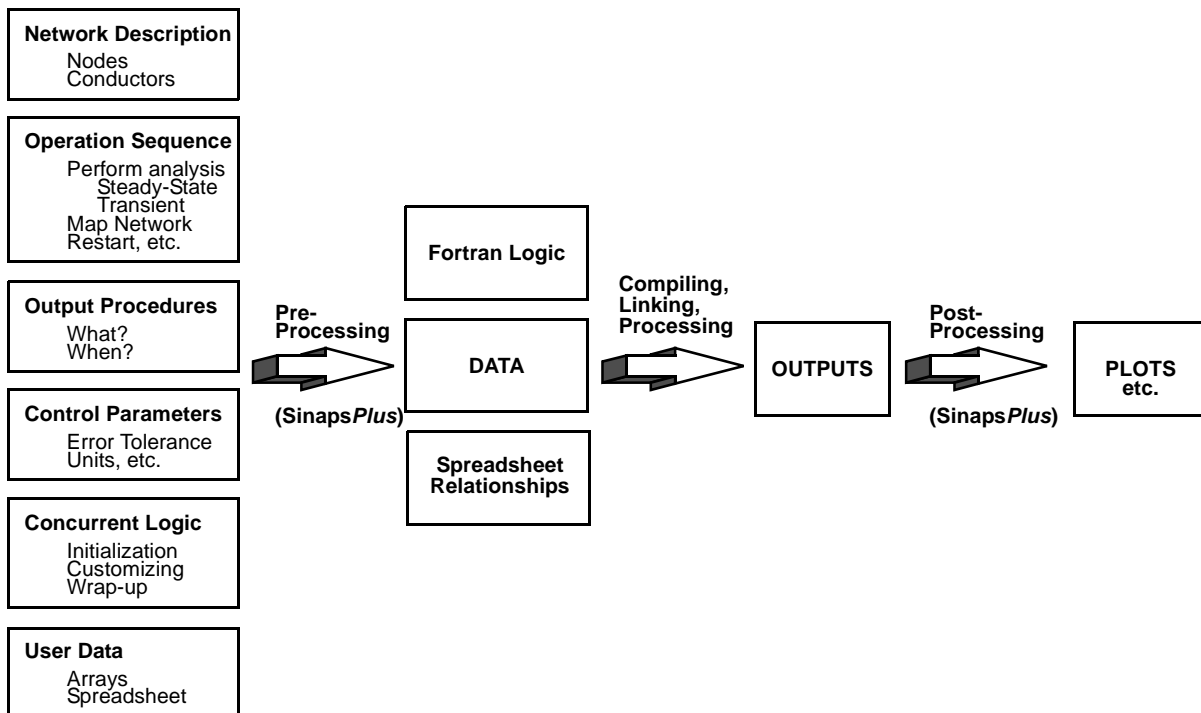 Network Description
Nodes
Conductors
Operation Sequence
Perform analysis
Steady-State
Transient
Map Network
Restart, etc.
Output Procedures
What?
When?
Control Parameters
Error Tolerance
Units, etc.
Concurrent Logic
Initialization
Customizing
Wrap-up
User Data
Arrays
Spreadsheet
Pre-
Processing
(SinapsPlus)
Fortran Logic
DATA
Spreadsheet
Relationships
Compiling,
Linking,
Processing
OUTPUTS
Post-
Processing
(SinapsPlus)
PLOTS
etc.